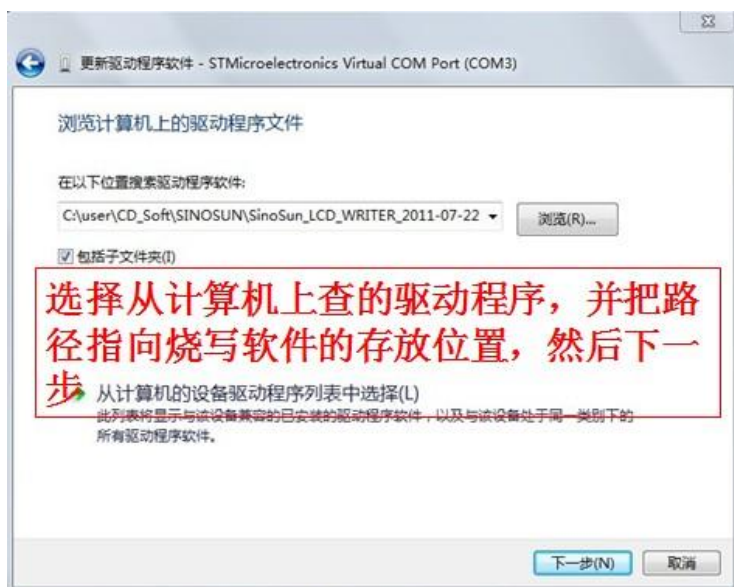 更新驱动程序软件 - STMicroelectronics Virtual COM Port (COM3)
浏览计算机上的驱动程序文件
在以下位置搜索驱动程序软件:
C:\user\CD_Soft\SINOSUN\SinoSun_LCD_WRITER_2011-07-22
浏览(R)...
包括子文件夹(I)
选择从计算机上查的驱动程序，并把路
径指向烧写软件的存放位置，然后下一
步
从计算机的设备驱动程序列表中选择(L)
此列表将显示与该设备兼容的已安装的驱动程序软件，以及与该设备处于同一类别下的
所有驱动程序软件。
下一步(N)
取消